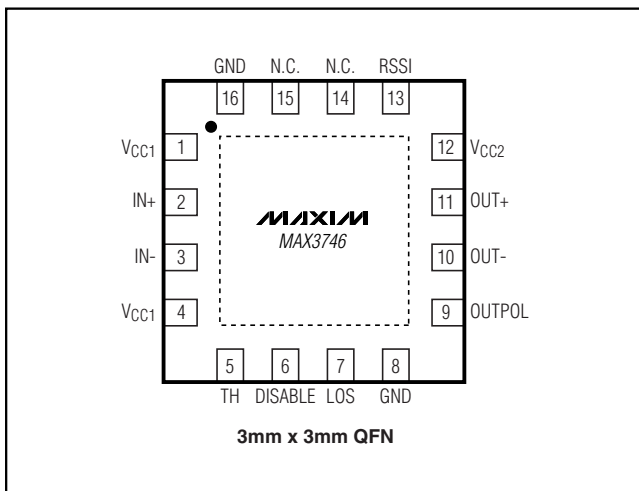 GND N.C. N.C. RSSI
16 15 14 13
VCC1 1 12 VCC2
IN+ 2 11 OUT+
MAXIM
MAX3746
IN- 3 10 OUT-
VCC1 4 9 OUTPOL
5 6 7 8
TH DISABLE LOS GND
3mm x 3mm QFN